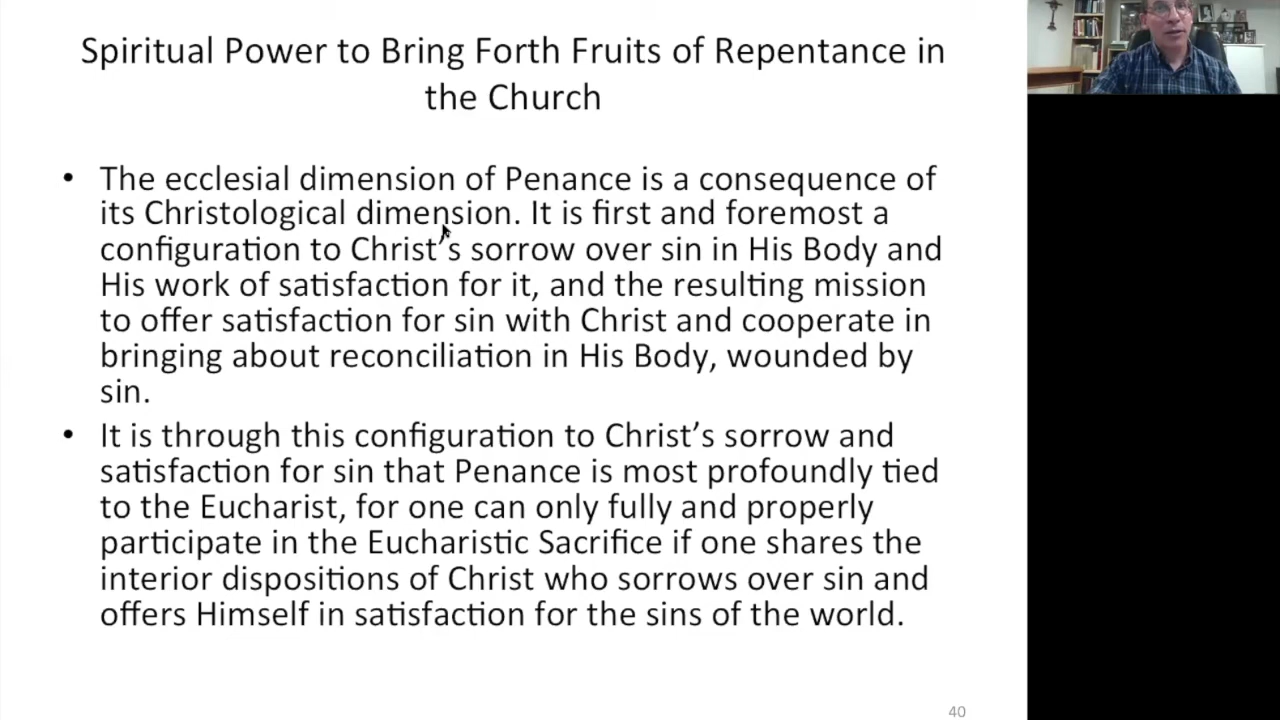 Spiritual Power to Bring Forth Fruits of Repentance in
the Church
• The ecclesial dimension of Penance is a consequence of
its Christological dimension. It is first and foremost a
configuration to Christ’s sorrow over sin in His Body and
His work of satisfaction for it, and the resulting mission
to offer satisfaction for sin with Christ and cooperate in
bringing about reconciliation in His Body, wounded by
sin.
• It is through this configuration to Christ’s sorrow and
satisfaction for sin that Penance is most profoundly tied
to the Eucharist, for one can only fully and properly
participate in the Eucharistic Sacrifice if one shares the
interior dispositions of Christ who sorrows over sin and
offers Himself in satisfaction for the sins of the world.
40